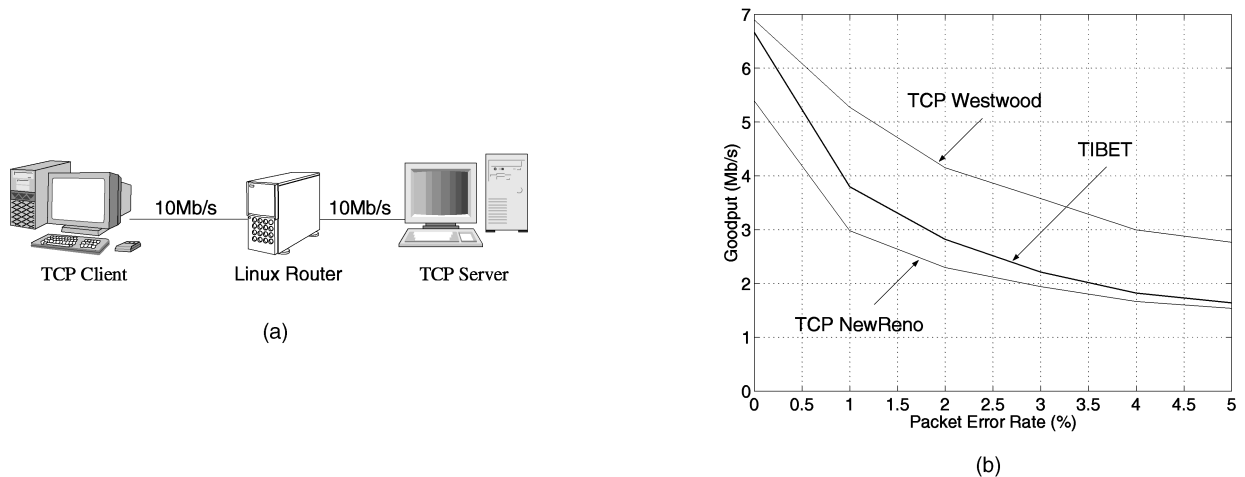 10Mb/s
10Mb/s
TCP Client
Linux Router
TCP Server
(a)
7
6
5
4
3
2
1
0
Goodput (Mb/s)
TCP Westwood
TIBET
TCP NewReno
0
0.5
1
1.5
2
2.5
3
3.5
4
4.5
5
Packet Error Rate (%)
(b)